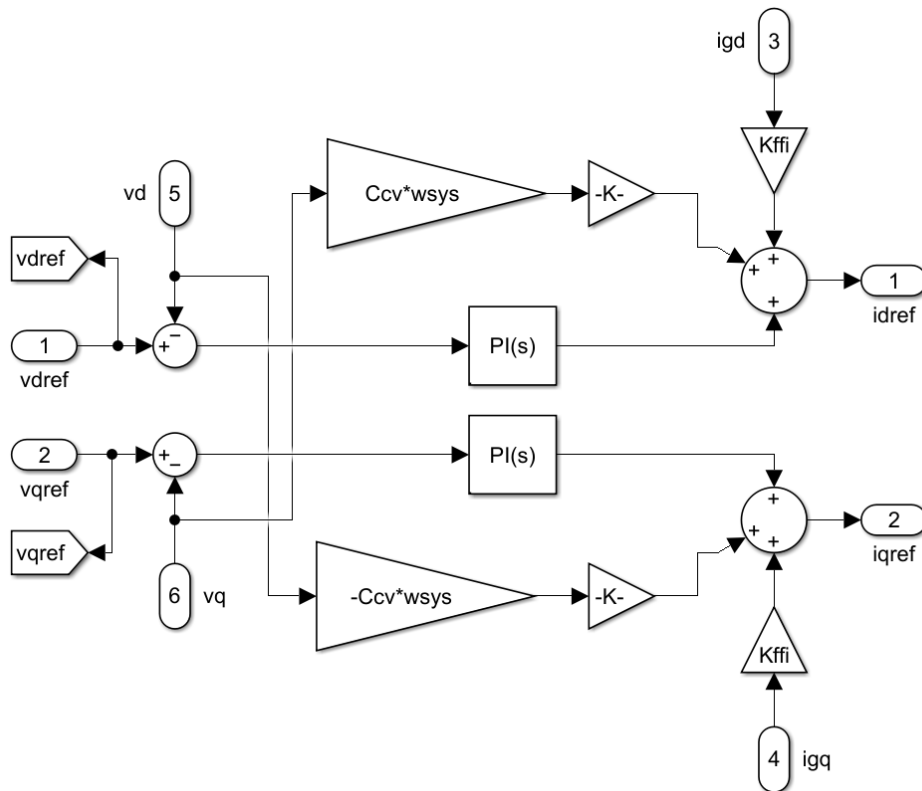 igd
3
Kffi
vd
5
Ccv*wsys
-K-
vdref
+
+
+
1
idref
1
vdref
+
−
PI(s)
2
vqref
+
−
PI(s)
+
+
+
2
iqref
vqref
6
vq
-Ccv*wsys
-K-
Kffi
4
igq